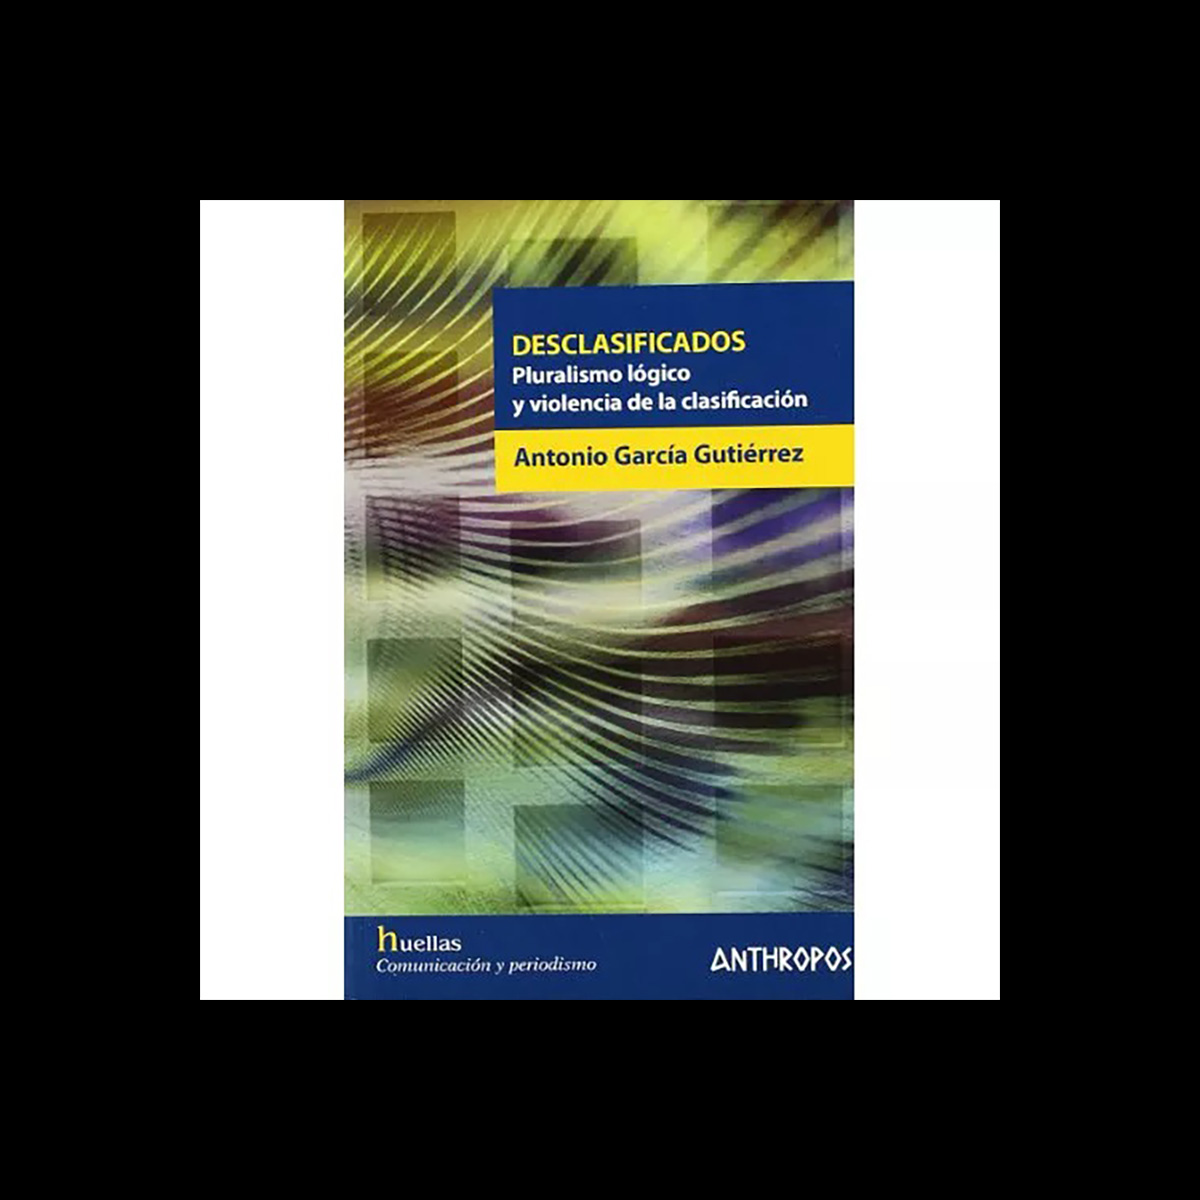 DESCLASIFICADOS
Pluralismo lógico
y violencia de la clasificación
Antonio García Gutiérrez
huellas
Comunicación y periodismo
ANTHROPOS